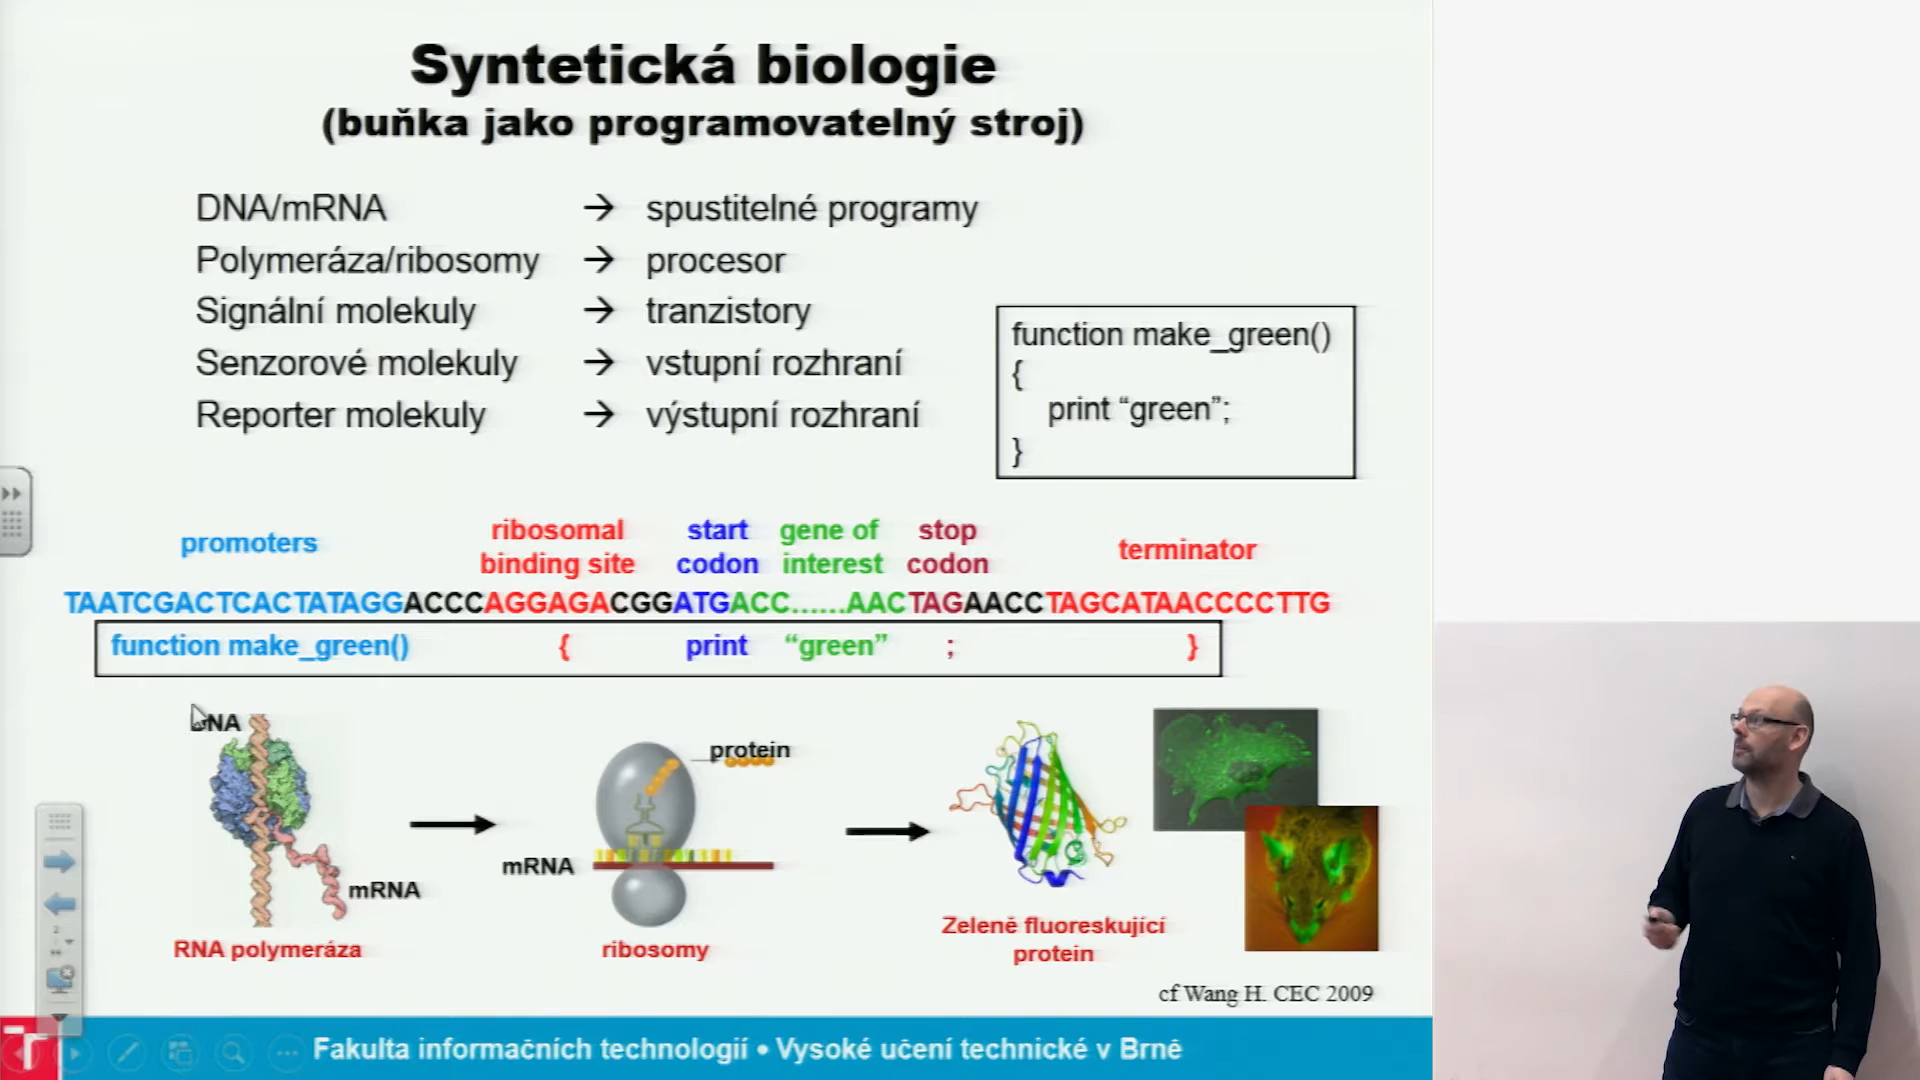 Syntetická biologie
(buňka jako programovatelný stroj)
DNA/mRNA → spustitelné programy
Polymeráza/ribosomy → procesor
Signální molekuly → tranzistory
Senzorové molekuly → vstupní rozhraní
Reporter molekuly → výstupní rozhraní
function make_green()
{
print “green”;
}
promoters
ribosomal
binding site
start
codon
gene of
interest
stop
codon
terminator
TAATCGACTCACTATAGGACCCAGGAGACGGATGACC......AACTAGAACCTAGCATAACCCCTTG
function make_green() { print “green” ; }
DNA
mRNA
RNA polymeráza
protein
mRNA
ribosomy
Zeleně fluoreskující
protein
cf Wang H. CEC 2009
Fakulta informačních technologií • Vysoké učení technické v Brně